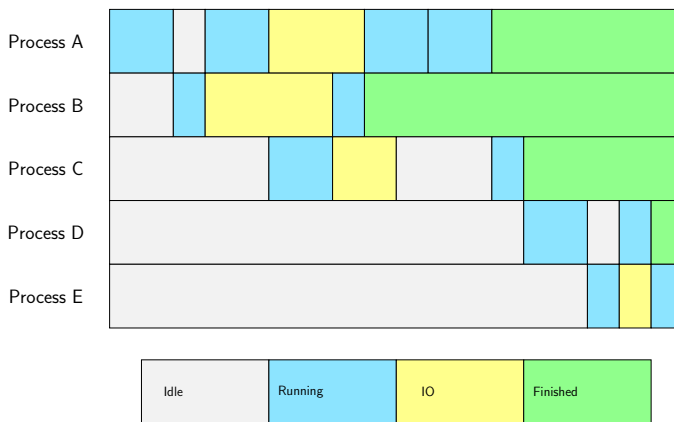 Process A
Process B
Process C
Process D
Process E
Idle Running IO Finished